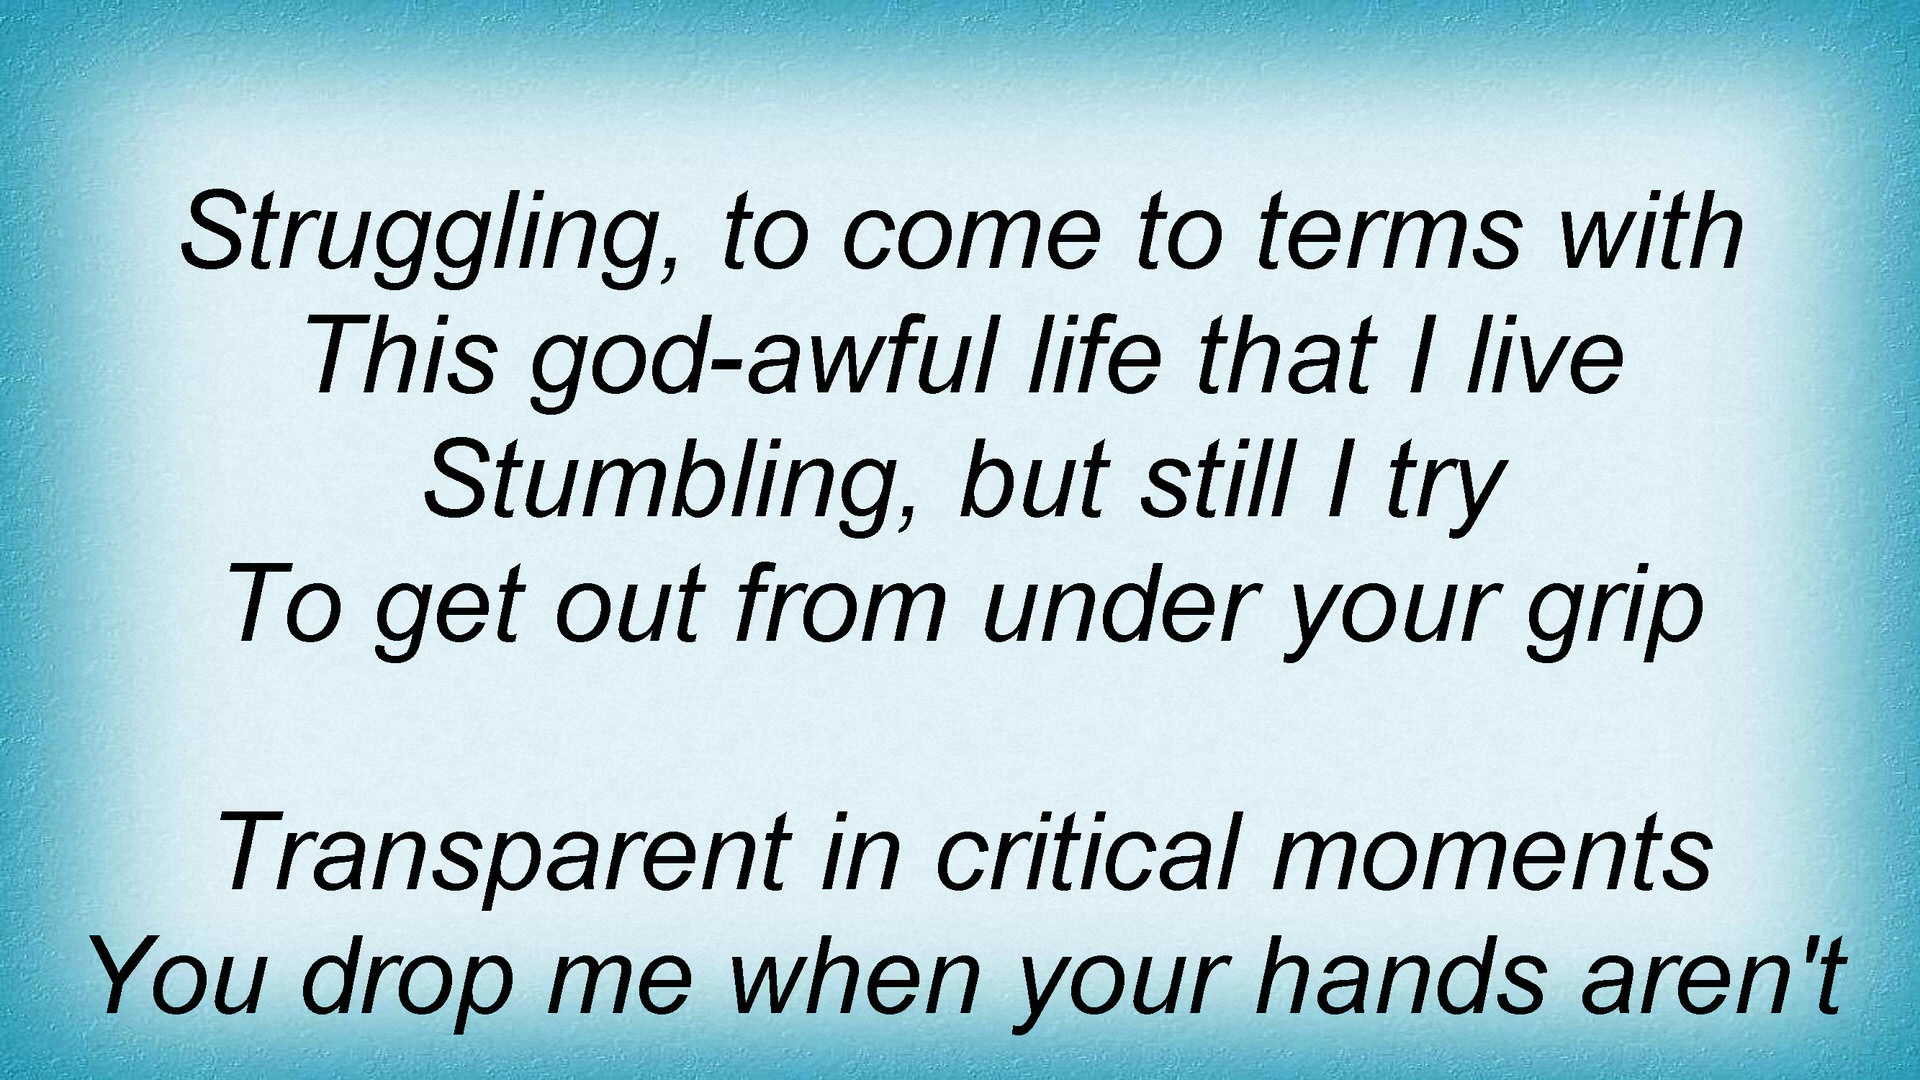 Struggling, to come to terms with
This god-awful life that I live
Stumbling, but still I try
To get out from under your grip
Transparent in critical moments
You drop me when your hands aren't